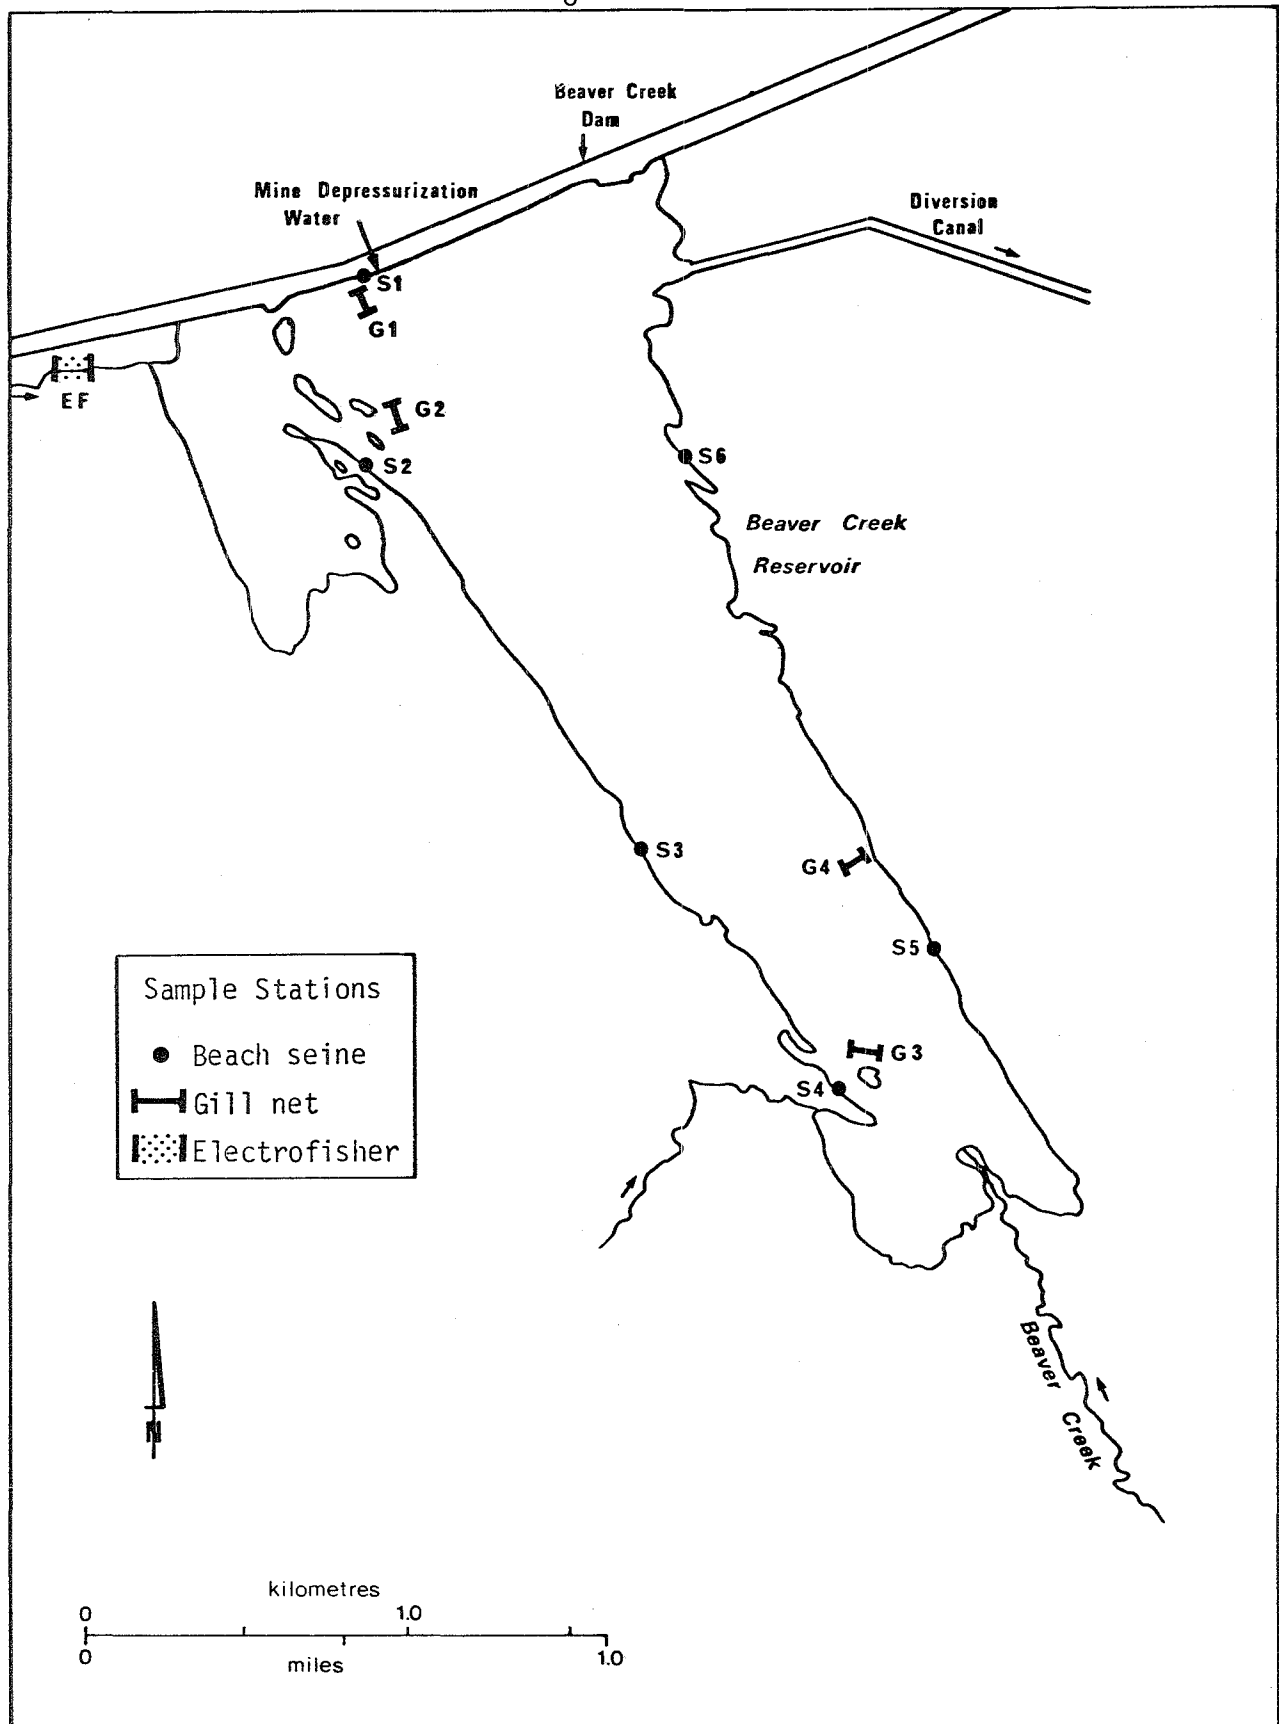 Beaver Creek
Dam
Mine Depressurization
Water
Diversion
Canal
S1
G1
EF
G2
S2
S6
Beaver Creek
Reservoir
S3
G4
S5
Sample Stations
Beach seine
Gill net
Electrofisher
G3
S4
Beaver Creek
N
kilometres
0 1.0
0 miles 1.0